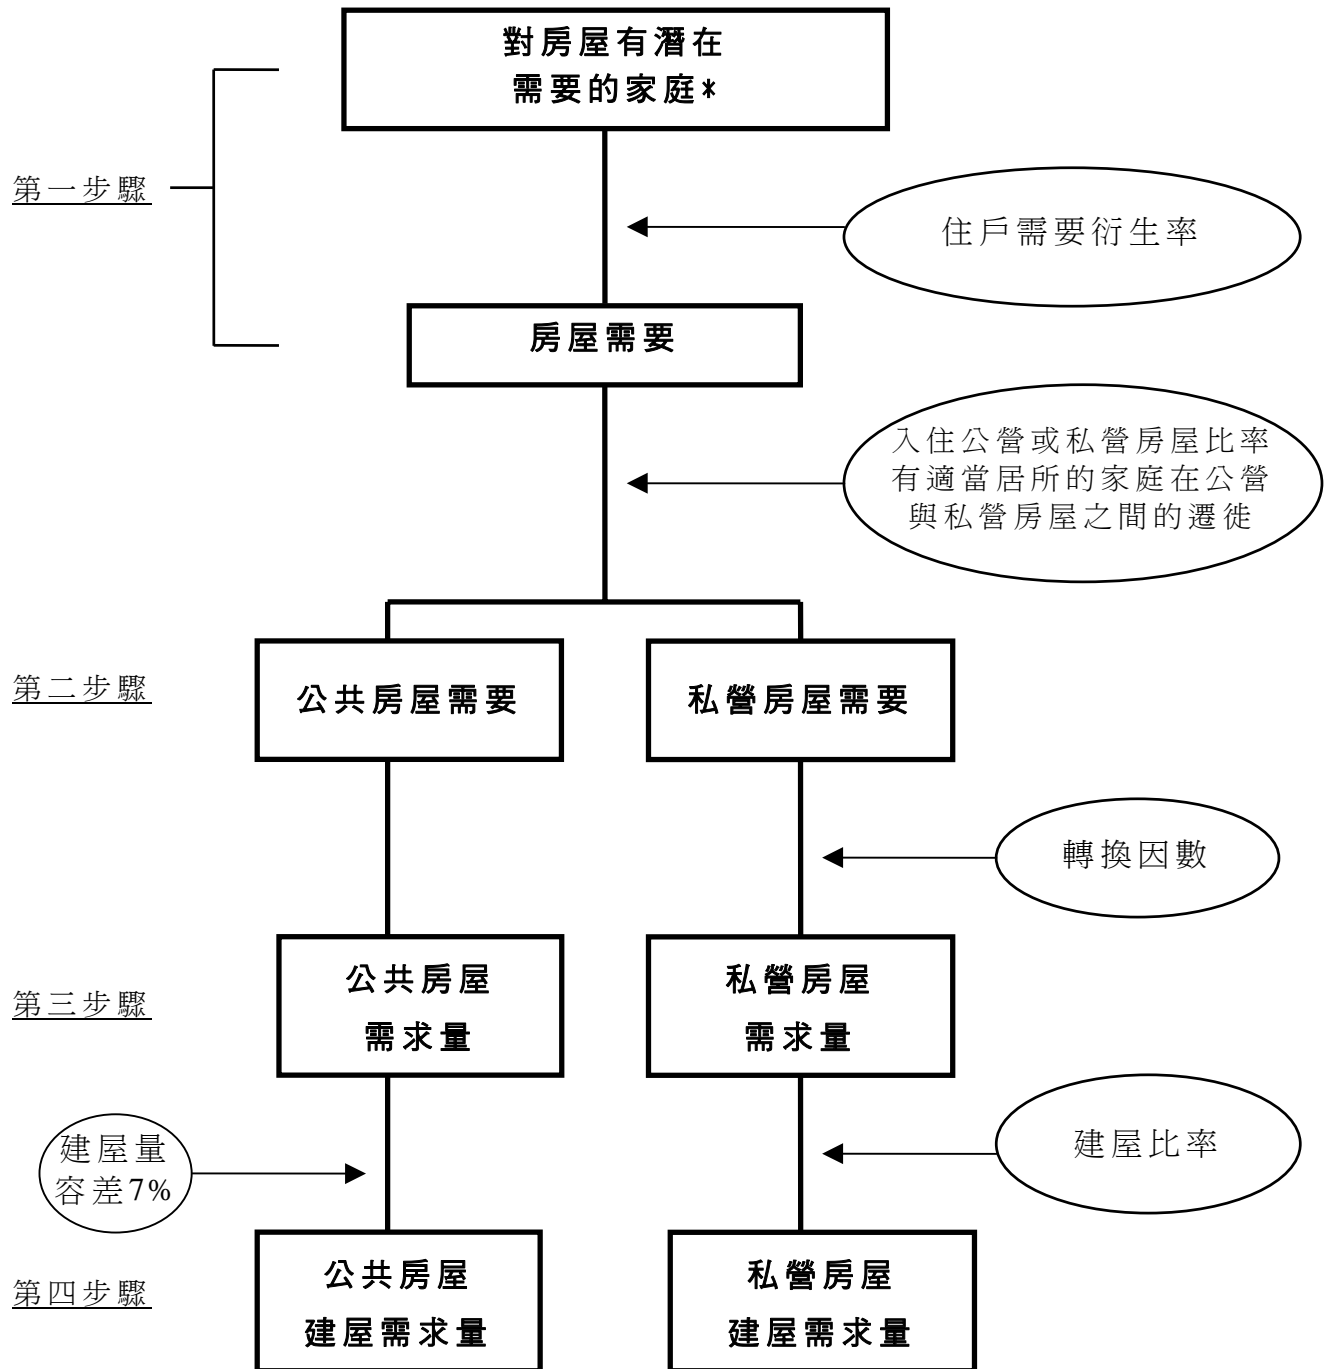 對房屋有潛在
需要的家庭*
第一步驟
住戶需要衍生率
房屋需要
入住公營或私營房屋比率
有適當居所的家庭在公營
與私營房屋之間的遷徙
第二步驟
公共房屋需要
私營房屋需要
轉換因數
第三步驟
公共房屋
需求量
私營房屋
需求量
建屋量
容差7%
建屋比率
第四步驟
公共房屋
建屋需求量
私營房屋
建屋需求量